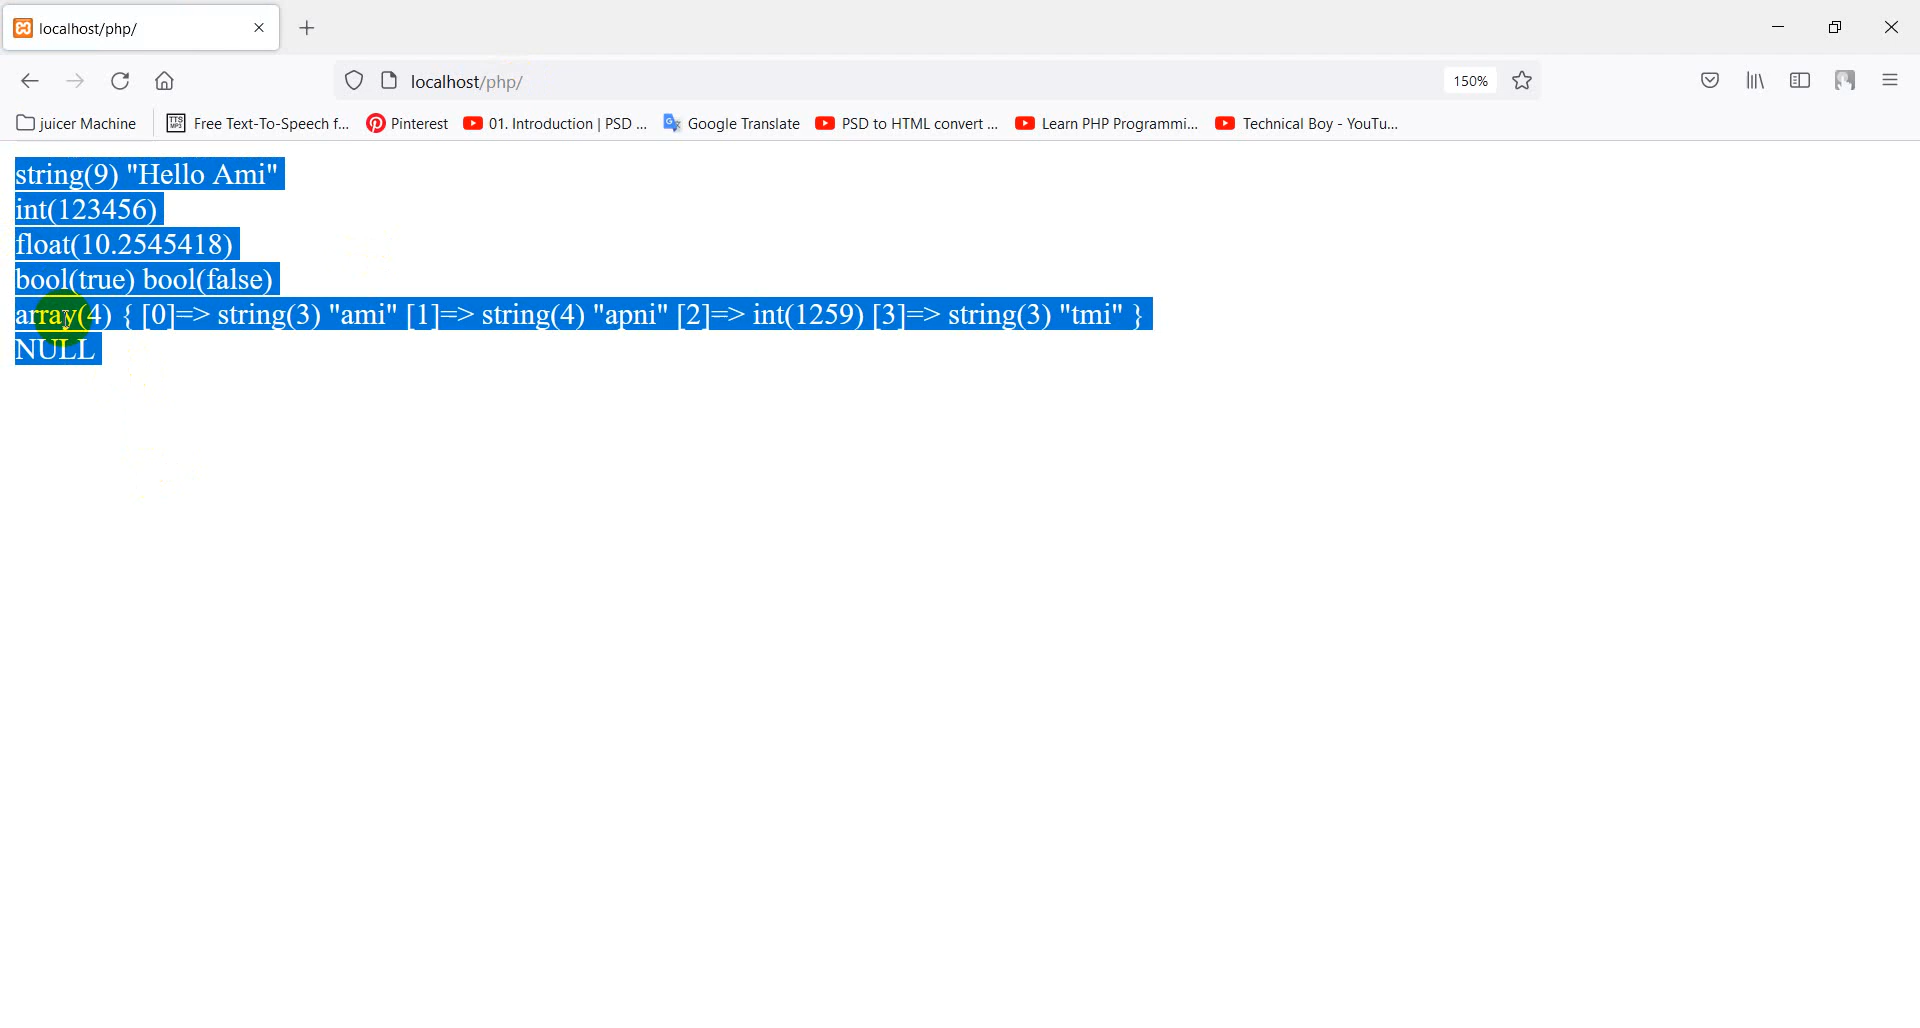 localhost/php/
localhost/php/
150%
juicer Machine
Free Text-To-Speech f...
Pinterest
01. Introduction | PSD ...
Google Translate
PSD to HTML convert ...
Learn PHP Programmi...
Technical Boy - YouTu...
string(9) "Hello Ami"
int(123456)
float(10.2545418)
bool(true) bool(false)
array(4) { [0]=> string(3) "ami" [1]=> string(4) "apni" [2]=> int(1259) [3]=> string(3) "tmi" }
NULL